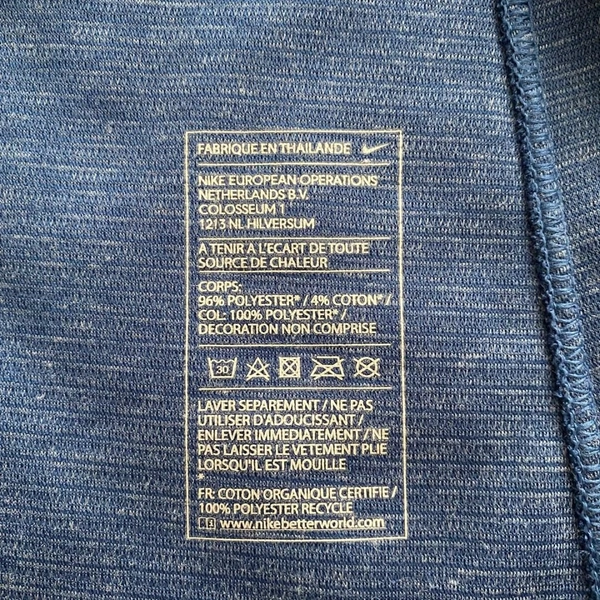 FABRIQUE EN THAILANDE
NIKE EUROPEAN OPERATIONS
NETHERLANDS B.V.
COLOSSEUM 1
1213 NL HILVERSUM
A TENIR A L'ECART DE TOUTE
SOURCE DE CHALEUR
CORPS:
96% POLYESTER* / 4% COTON* /
COL: 100% POLYESTER* /
DECORATION NON COMPRISE
30
LAVER SEPAREMENT / NE PAS
UTILISER D'ADOUCISSANT /
ENLEVER IMMEDIATEMENT / NE
PAS LAISSER LE VETEMENT PLIE
LORSQU'IL EST MOUILLE
*
FR: COTON ORGANIQUE CERTIFIE /
100% POLYESTER RECYCLE
www.nikebetterworld.com